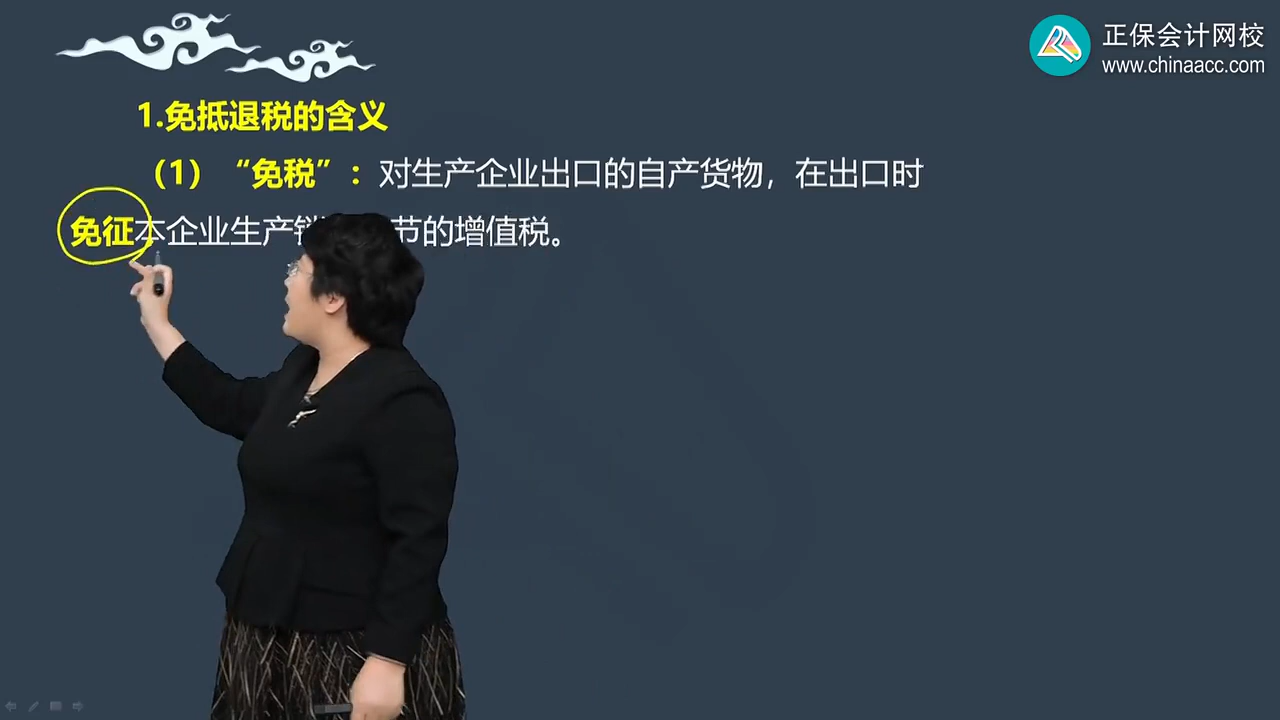 正保会计网校
www.chinaacc.com
1.免抵退税的含义
（1）“免税”：对生产企业出口的自产货物，在出口时
免征本企业生产销 节的增值税。